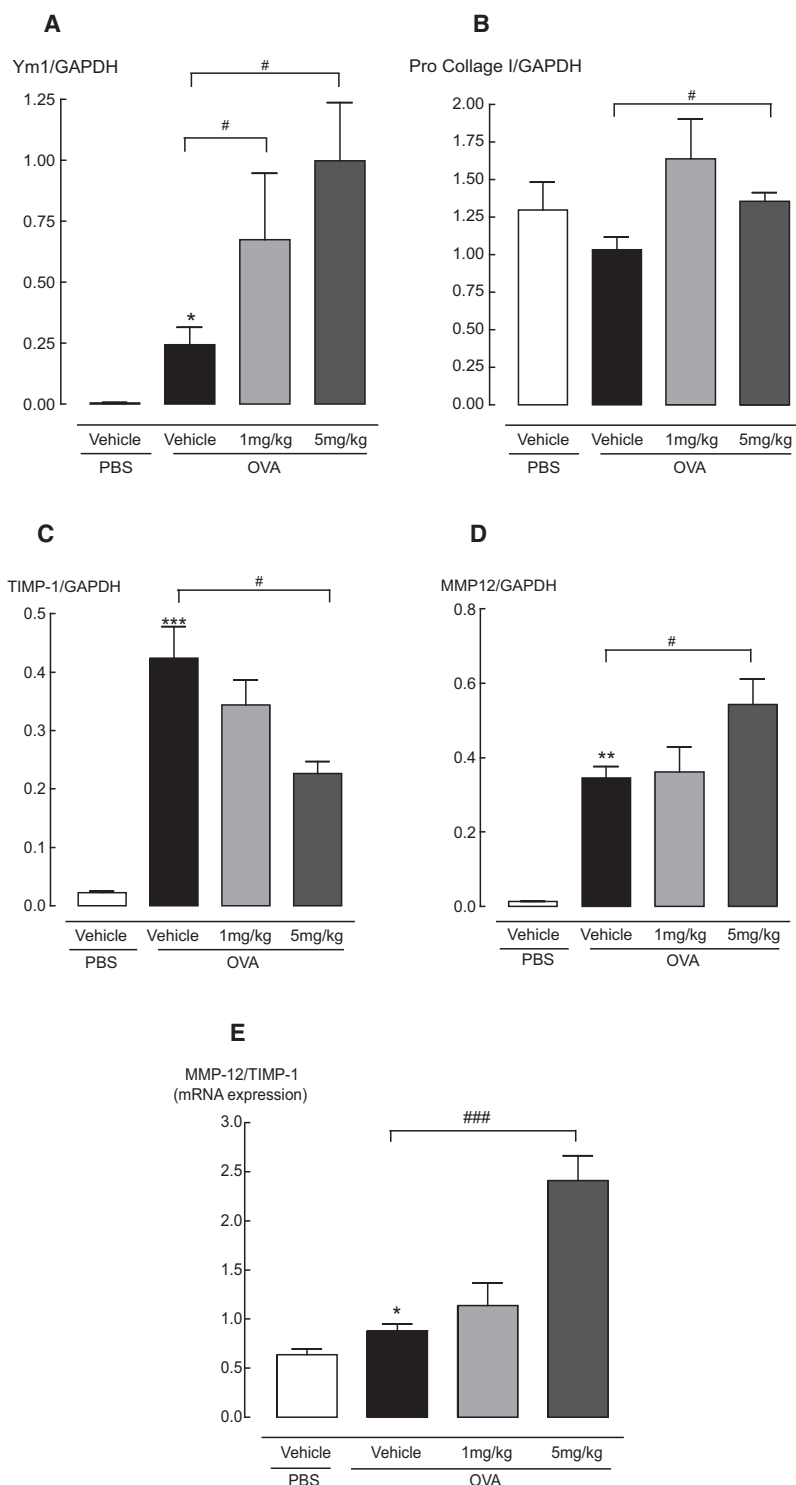 A
Ym1/GAPDH
#
#
1.25
1.00
0.75
0.50
*
0.25
0.00
Vehicle Vehicle 1mg/kg 5mg/kg
PBS OVA
B
Pro Collage I/GAPDH
#
2.00
1.75
1.50
1.25
1.00
0.75
0.50
0.25
0.00
Vehicle Vehicle 1mg/kg 5mg/kg
PBS OVA
C
TIMP-1/GAPDH
#
0.5
***
0.4
0.3
0.2
0.1
0.0
Vehicle Vehicle 1mg/kg 5mg/kg
PBS OVA
D
MMP12/GAPDH
0.8
#
0.6
**
0.4
0.2
0.0
Vehicle Vehicle 1mg/kg 5mg/kg
PBS OVA
E
MMP-12/TIMP-1
(mRNA expression)
3.0
###
2.5
2.0
1.5
*
1.0
0.5
0.0
Vehicle Vehicle 1mg/kg 5mg/kg
PBS OVA